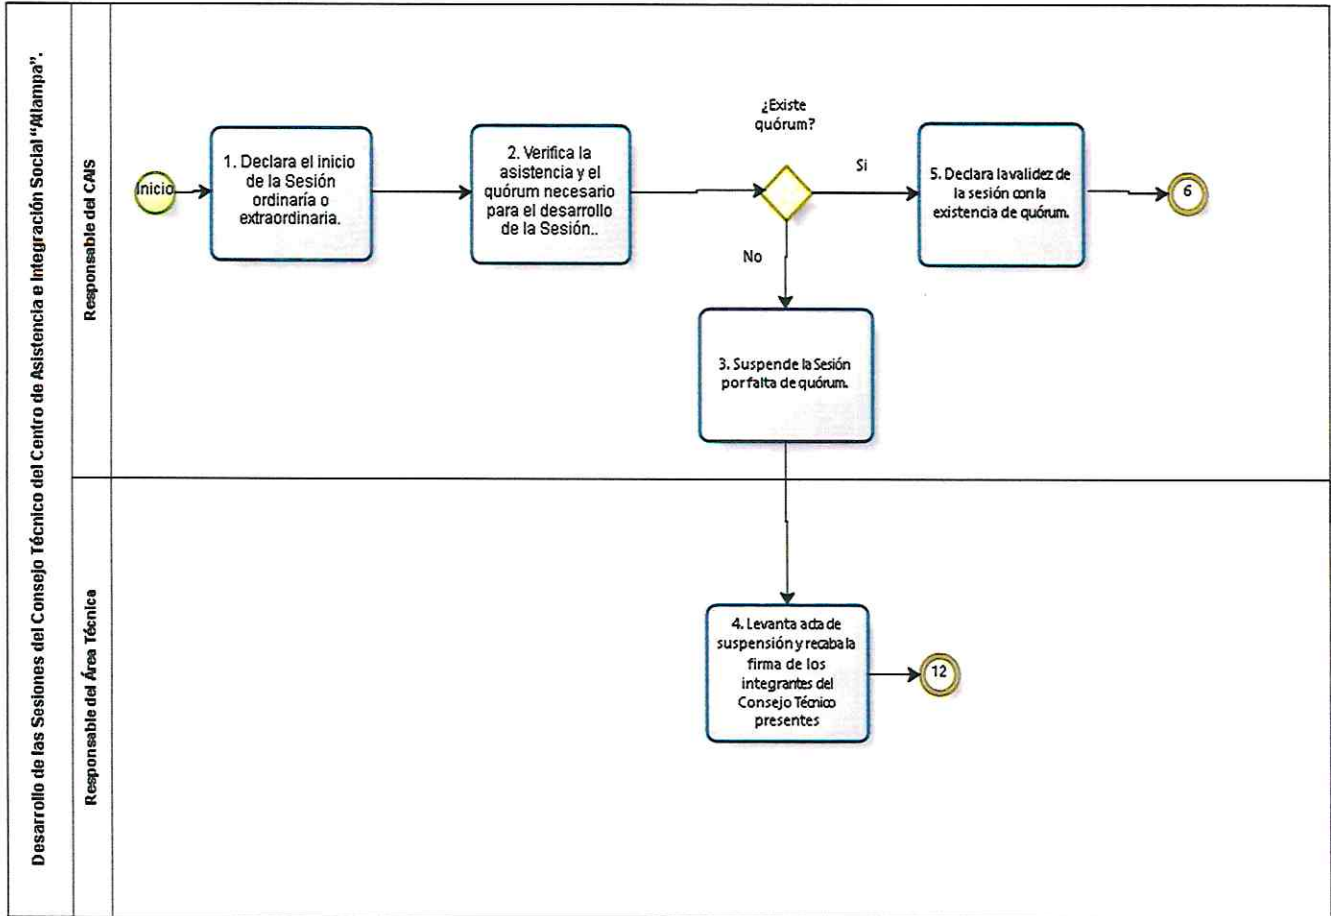 Desarrollo de las Sesiones del Consejo Técnico del Centro de Asistencia e Integración Social "Atlampa".
Responsable del CAIS
Inicio
1. Declara el inicio
de la Sesión
ordinaría o
extraordinaria.
2. Verifica la
asistencia y el
quórum necesario
para el desarrollo
de la Sesión..
¿Existe
quórum?
Si
No
5. Declara la validez de
la sesión con la
existencia de quórum.
6
3. Suspende la Sesión
por falta de quórum.
Responsable del Área Técnica
4. Levanta acta de
suspensión y recaba la
firma de los
integrantes del
Consejo Técnico
presentes
12